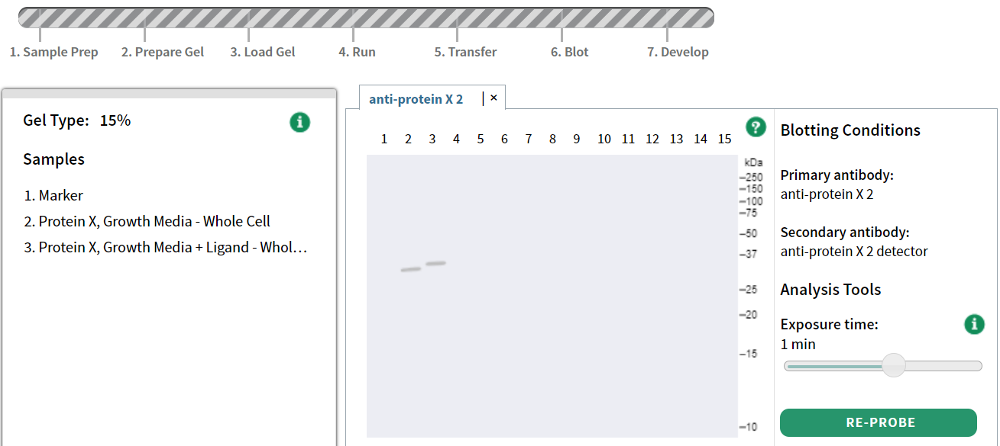 1. Sample Prep 2. Prepare Gel 3. Load Gel 4. Run 5. Transfer 6. Blot 7. Develop
Gel Type: 15%
Samples
1. Marker
2. Protein X, Growth Media - Whole Cell
3. Protein X, Growth Media + Ligand - Whol…
anti-protein X 2 | ×
1 2 3 4 5 6 7 8 9 10 11 12 13 14 15
kDa
250
150
100
75
50
37
25
20
15
10
Blotting Conditions
Primary antibody:
anti-protein X 2
Secondary antibody:
anti-protein X 2 detector
Analysis Tools
Exposure time:
1 min
RE-PROBE